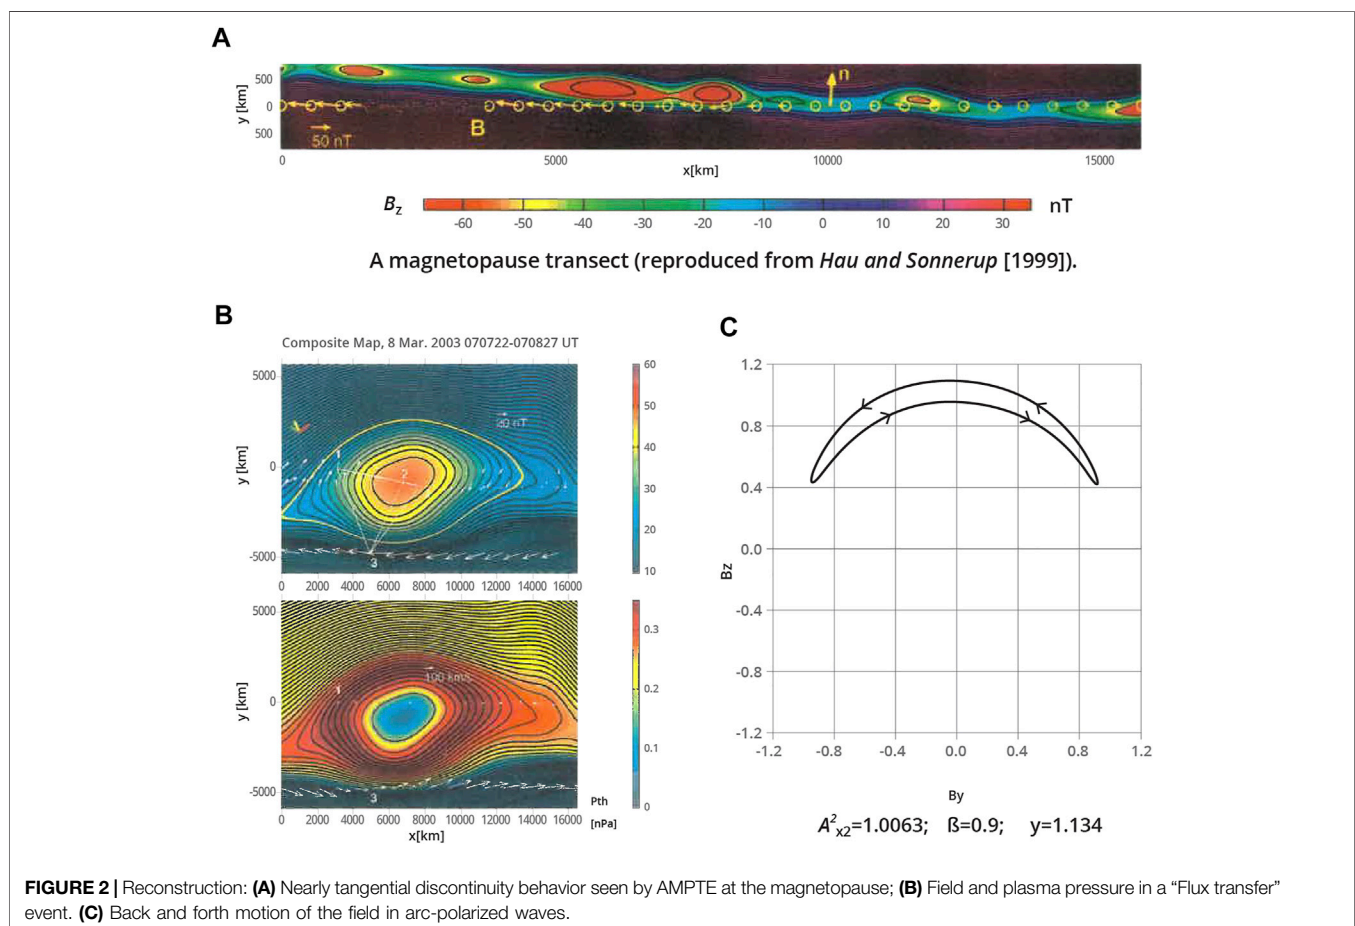 A
y [km]
500
0
500
n
B
50 nT
0 5000 10000 15000
x[km]
Bz nT
-60 -50 -40 -30 -20 -10 0 10 20 30
A magnetopause transect (reproduced from Hau and Sonnerup [1999]).
B
Composite Map, 8 Mar. 2003 070722-070827 UT
5000
0
-5000
y [km]
20 nT
1
2
3
60
50
40
30
20
10
0 2000 4000 6000 8000 10000 12000 14000 16000
5000
0
-5000
y [km]
100 km/s
1
3
0.3
0.2
0.1
0
Pth
[nPa]
0 2000 4000 6000 8000 10000 12000 14000 16000
x[km]
C
1.2
0.8
0.4
0.0
-0.4
-0.8
-1.2
Bz
-1.2 -0.8 -0.4 0.0 0.4 0.8 1.2
By
A²x2=1.0063; ß=0.9; y=1.134
FIGURE 2 | Reconstruction: (A) Nearly tangential discontinuity behavior seen by AMPTE at the magnetopause; (B) Field and plasma pressure in a “Flux transfer”
event. (C) Back and forth motion of the field in arc-polarized waves.